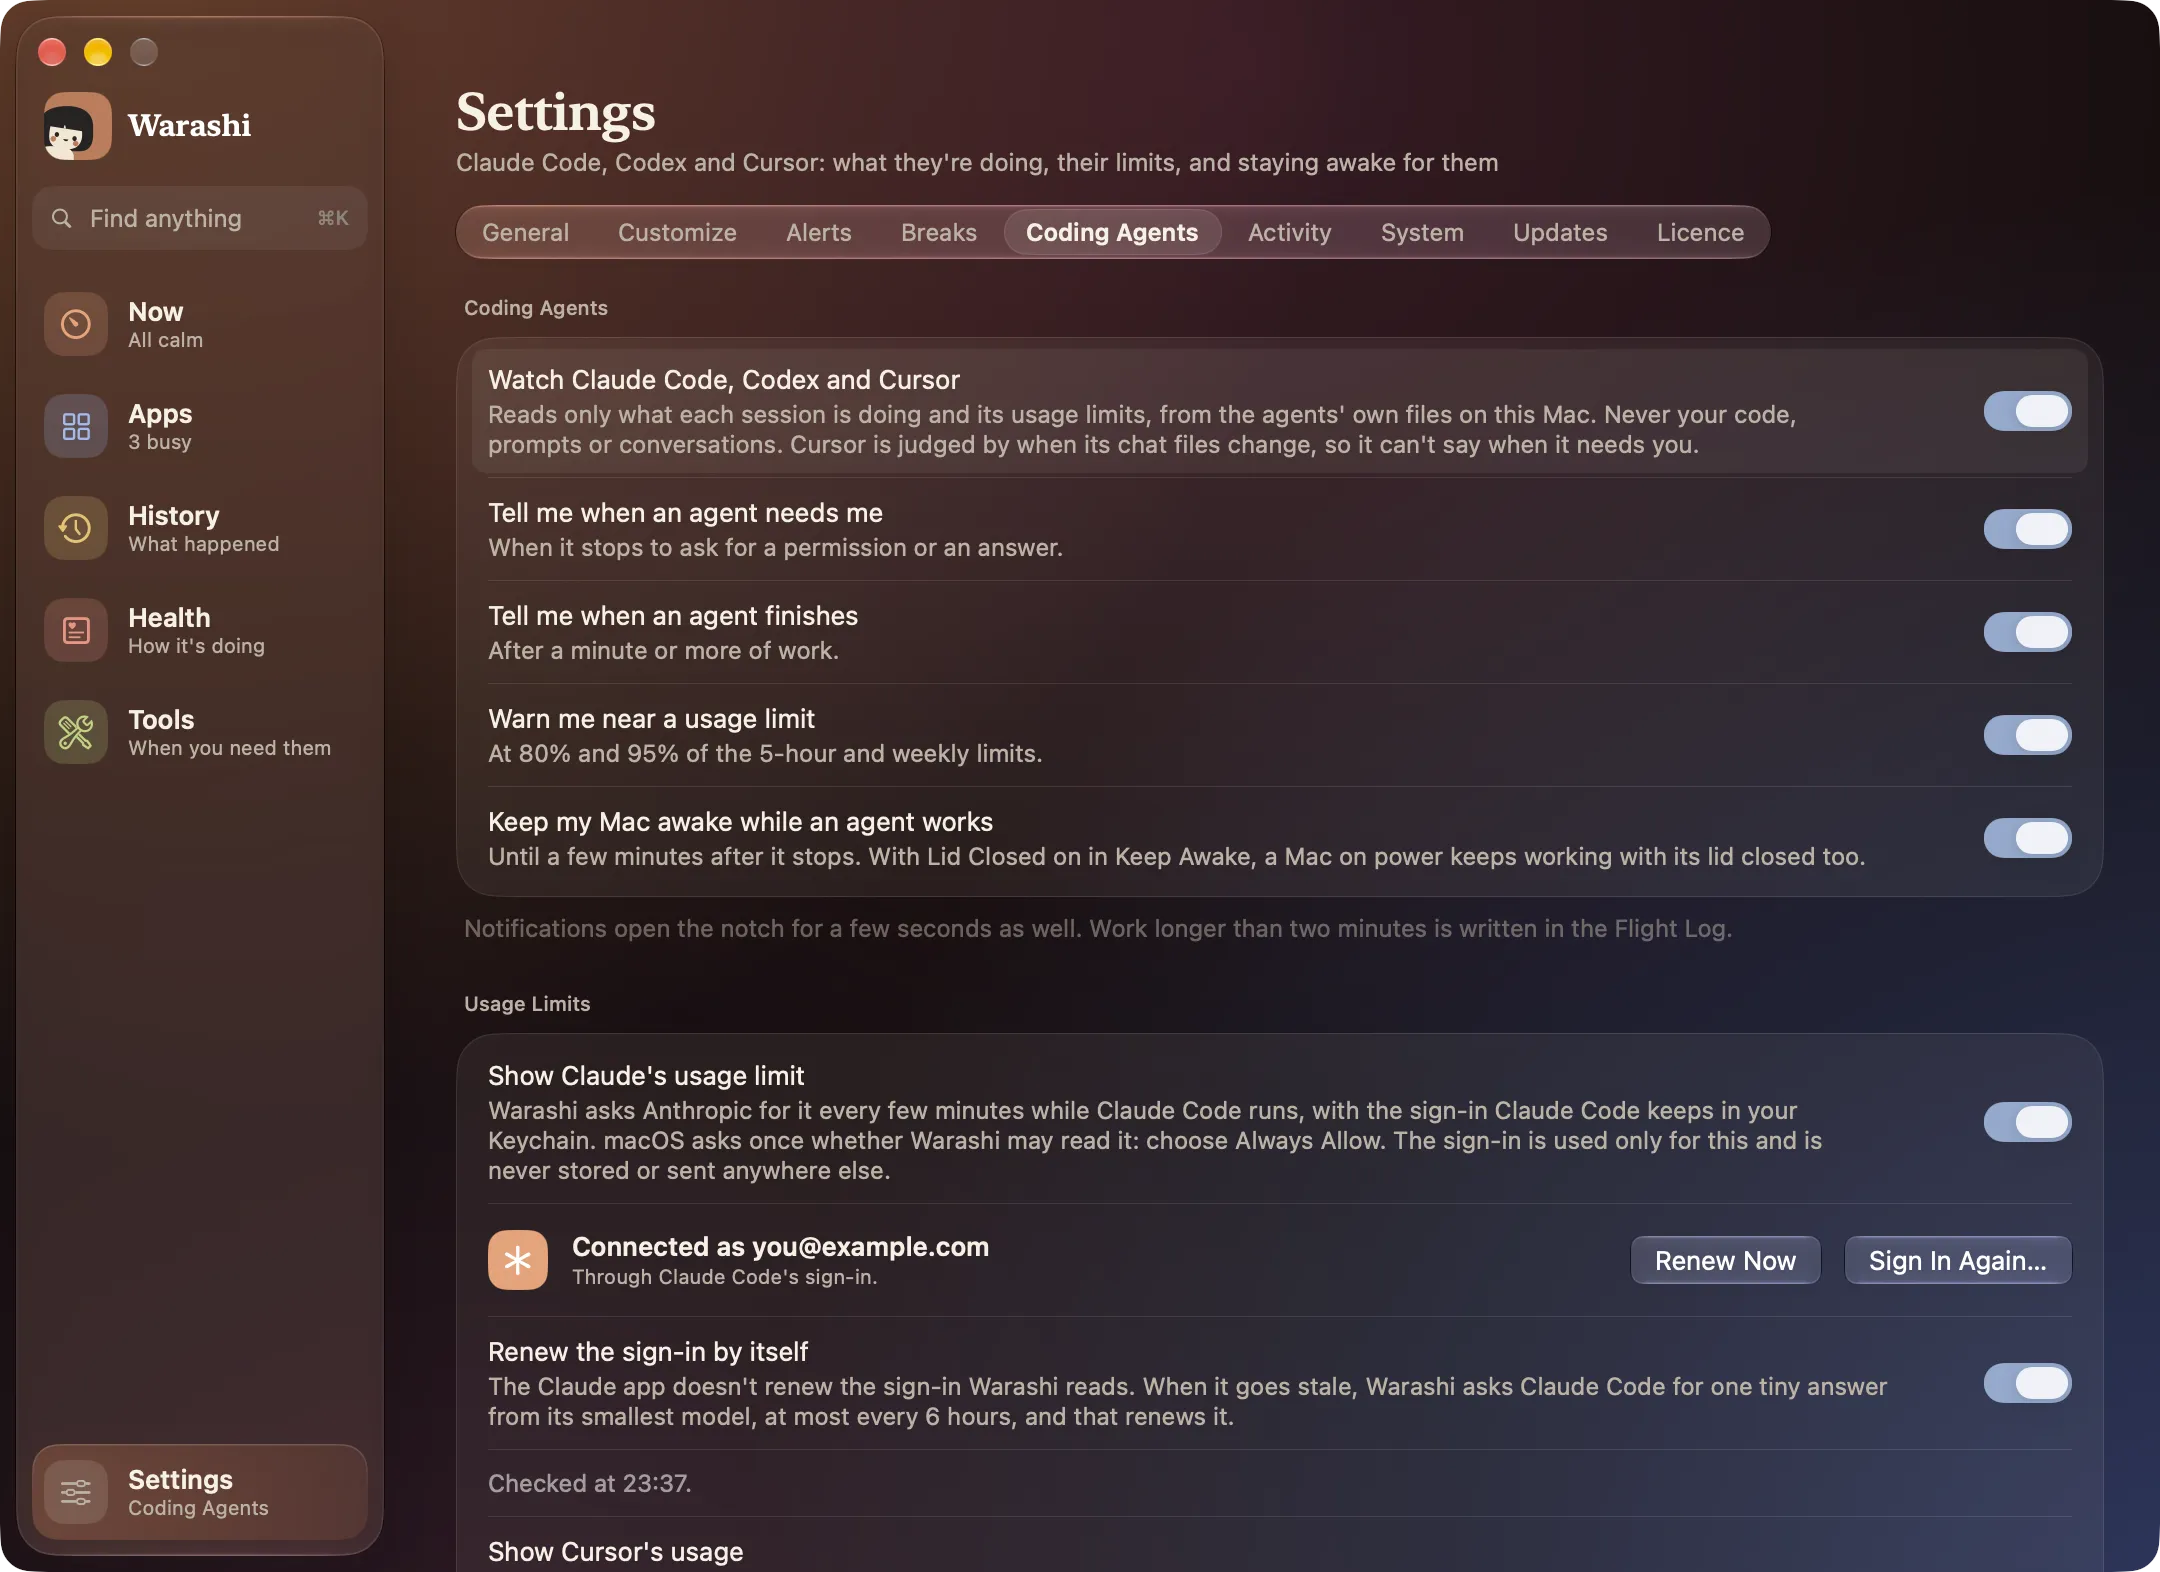 Warashi
Find anything ⌘K
Now
All calm
Apps
3 busy
History
What happened
Health
How it's doing
Tools
When you need them
Settings
Coding Agents
Settings
Claude Code, Codex and Cursor: what they're doing, their limits, and staying awake for them
General Customize Alerts Breaks Coding Agents Activity System Updates Licence
Coding Agents
Watch Claude Code, Codex and Cursor
Reads only what each session is doing and its usage limits, from the agents' own files on this Mac. Never your code,
prompts or conversations. Cursor is judged by when its chat files change, so it can't say when it needs you.
Tell me when an agent needs me
When it stops to ask for a permission or an answer.
Tell me when an agent finishes
After a minute or more of work.
Warn me near a usage limit
At 80% and 95% of the 5-hour and weekly limits.
Keep my Mac awake while an agent works
Until a few minutes after it stops. With Lid Closed on in Keep Awake, a Mac on power keeps working with its lid closed too.
Notifications open the notch for a few seconds as well. Work longer than two minutes is written in the Flight Log.
Usage Limits
Show Claude's usage limit
Warashi asks Anthropic for it every few minutes while Claude Code runs, with the sign-in Claude Code keeps in your
Keychain. macOS asks once whether Warashi may read it: choose Always Allow. The sign-in is used only for this and is
never stored or sent anywhere else.
Connected as you@example.com
Through Claude Code's sign-in.
Renew Now
Sign In Again...
Renew the sign-in by itself
The Claude app doesn't renew the sign-in Warashi reads. When it goes stale, Warashi asks Claude Code for one tiny answer
from its smallest model, at most every 6 hours, and that renews it.
Checked at 23:37.
Show Cursor's usage